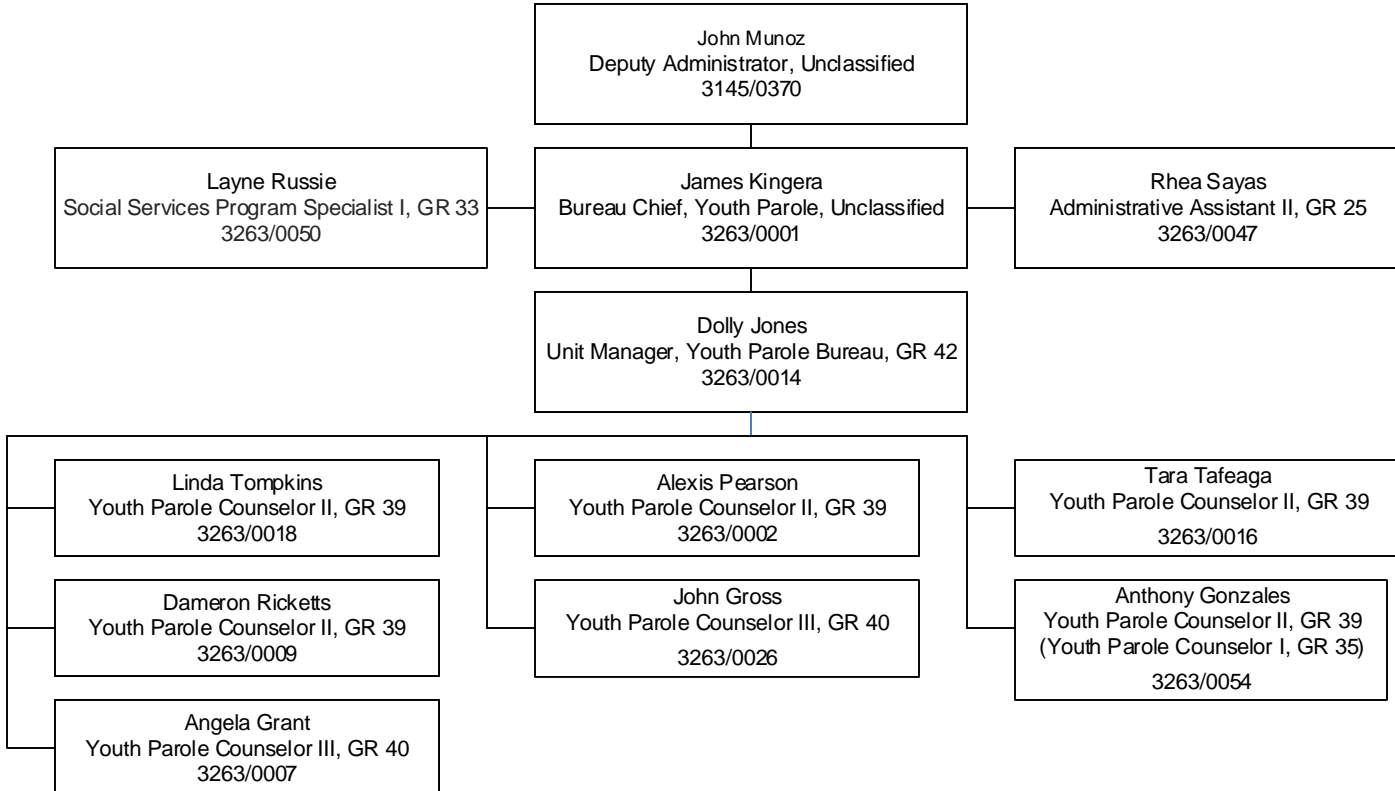 John Munoz
Deputy Administrator, Unclassified
3145/0370
Layne Russie
Social Services Program Specialist I, GR 33
3263/0050
James Kingera
Bureau Chief, Youth Parole, Unclassified
3263/0001
Rhea Sayas
Administrative Assistant II, GR 25
3263/0047
Dolly Jones
Unit Manager, Youth Parole Bureau, GR 42
3263/0014
Linda Tompkins
Youth Parole Counselor II, GR 39
3263/0018
Alexis Pearson
Youth Parole Counselor II, GR 39
3263/0002
Tara Tafeaga
Youth Parole Counselor II, GR 39
3263/0016
Dameron Ricketts
Youth Parole Counselor II, GR 39
3263/0009
John Gross
Youth Parole Counselor III, GR 40
3263/0026
Anthony Gonzales
Youth Parole Counselor II, GR 39
(Youth Parole Counselor I, GR 35)
3263/0054
Angela Grant
Youth Parole Counselor III, GR 40
3263/0007